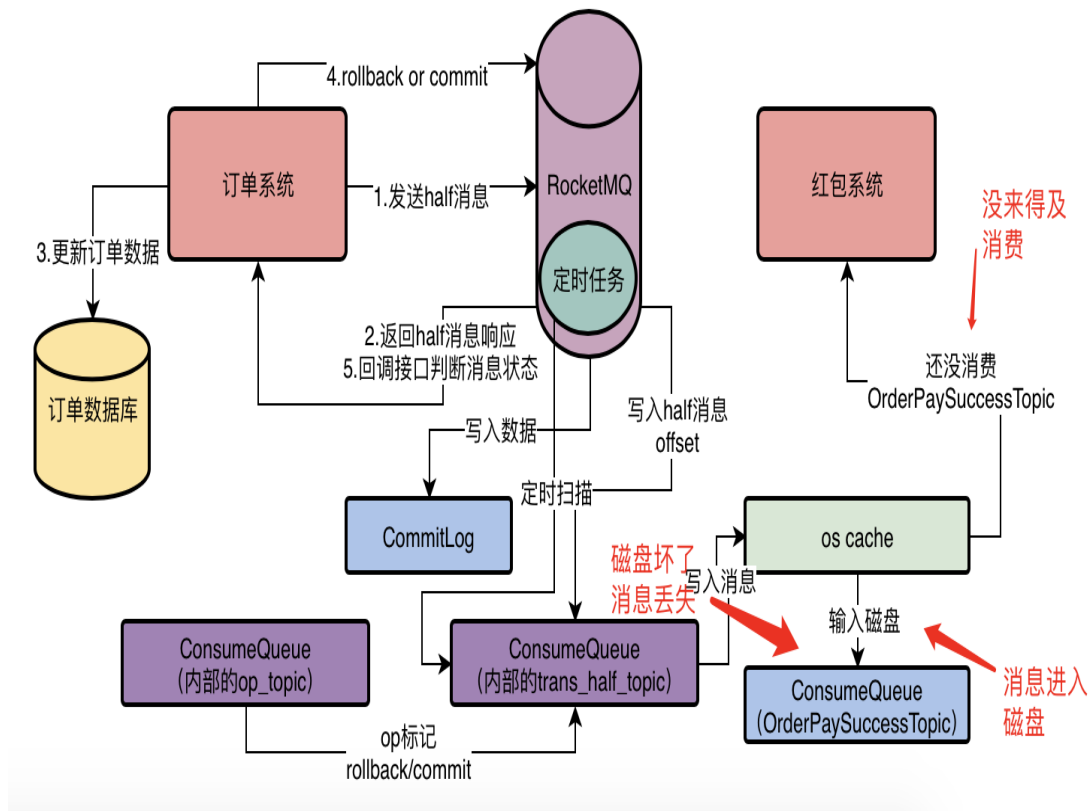 4.rollback or commit
订单系统
1.发送half消息
RocketMQ
红包系统
没来得及
消费
3.更新订单数据
定时任务
2.返回half消息响应
5.回调接口判断消息状态
还没消费
OrderPaySuccessTopic
订单数据库
写入half消息
offset
写入数据
定时扫描
CommitLog
os cache
磁盘坏了
消息丢失
写入消息
输入磁盘
ConsumeQueue
（内部的op_topic）
ConsumeQueue
（内部的trans_half_topic）
ConsumeQueue
（OrderPaySuccessTopic）
消息进入
磁盘
op标记
rollback/commit